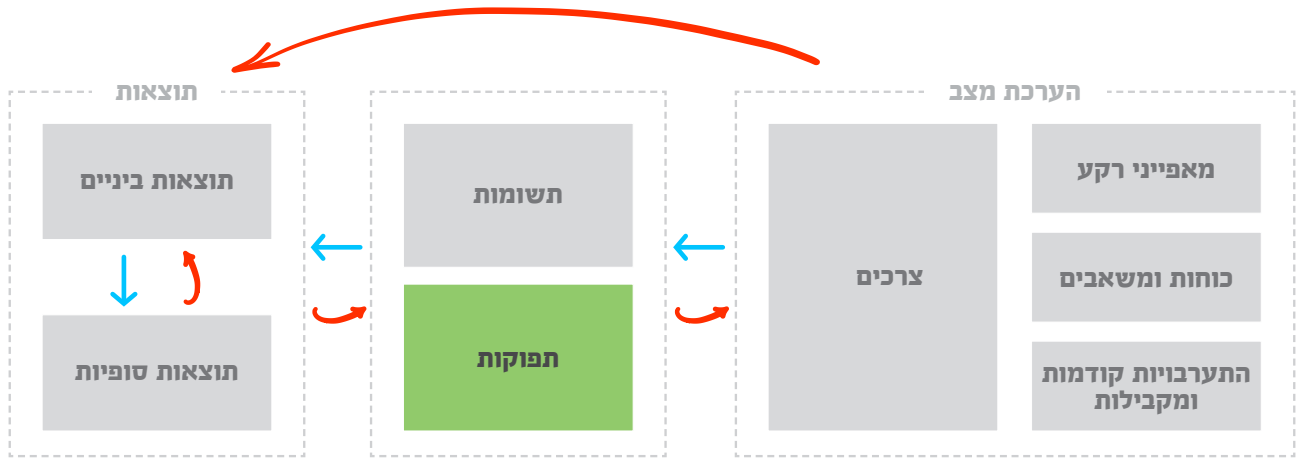 הערכת מצב
מאפייני רקע
כוחות ומשאבים
התערבויות קודמות
ומקבילות
צרכים
תשומות
תפוקות
תוצאות
תוצאות ביניים
תוצאות סופיות